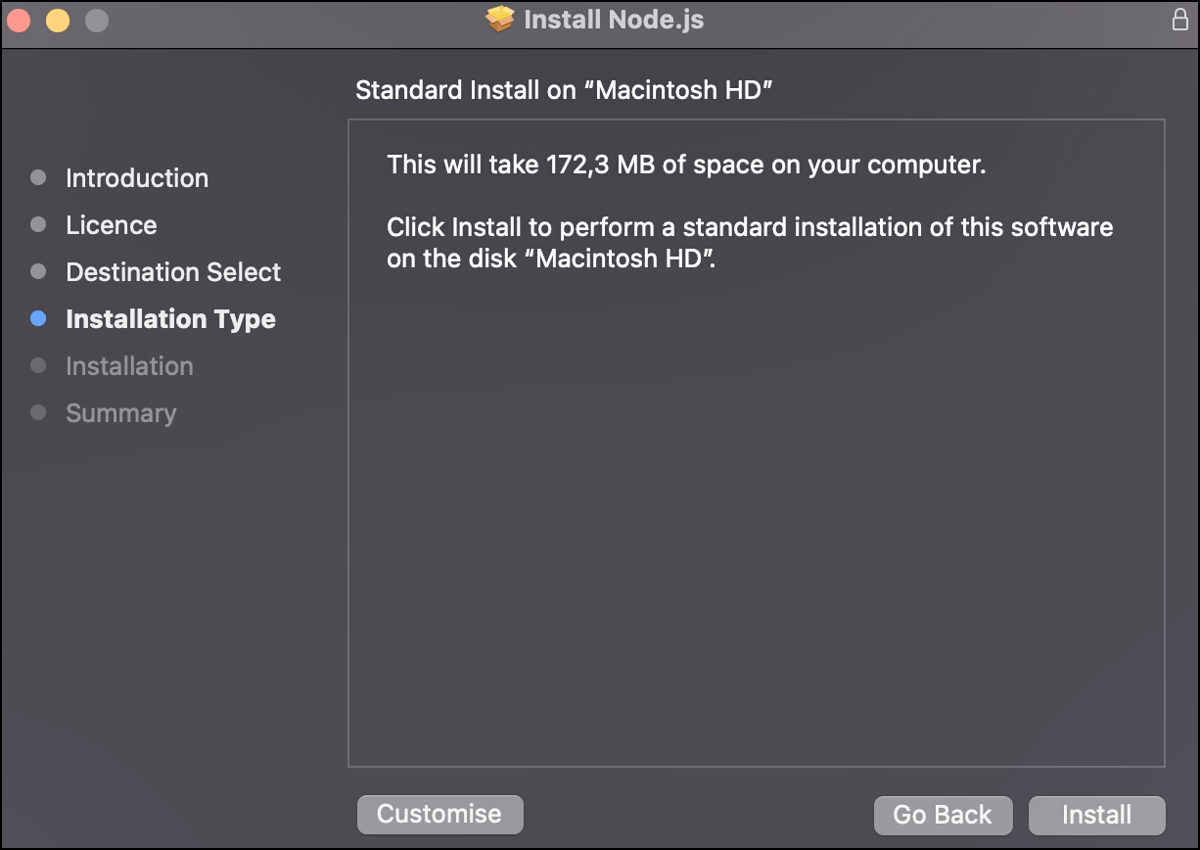 Install Node.js
Standard Install on “Macintosh HD”
Introduction
Licence
Destination Select
Installation Type
Installation
Summary
This will take 172,3 MB of space on your computer.
Click Install to perform a standard installation of this software
on the disk “Macintosh HD”.
Customise
Go Back
Install